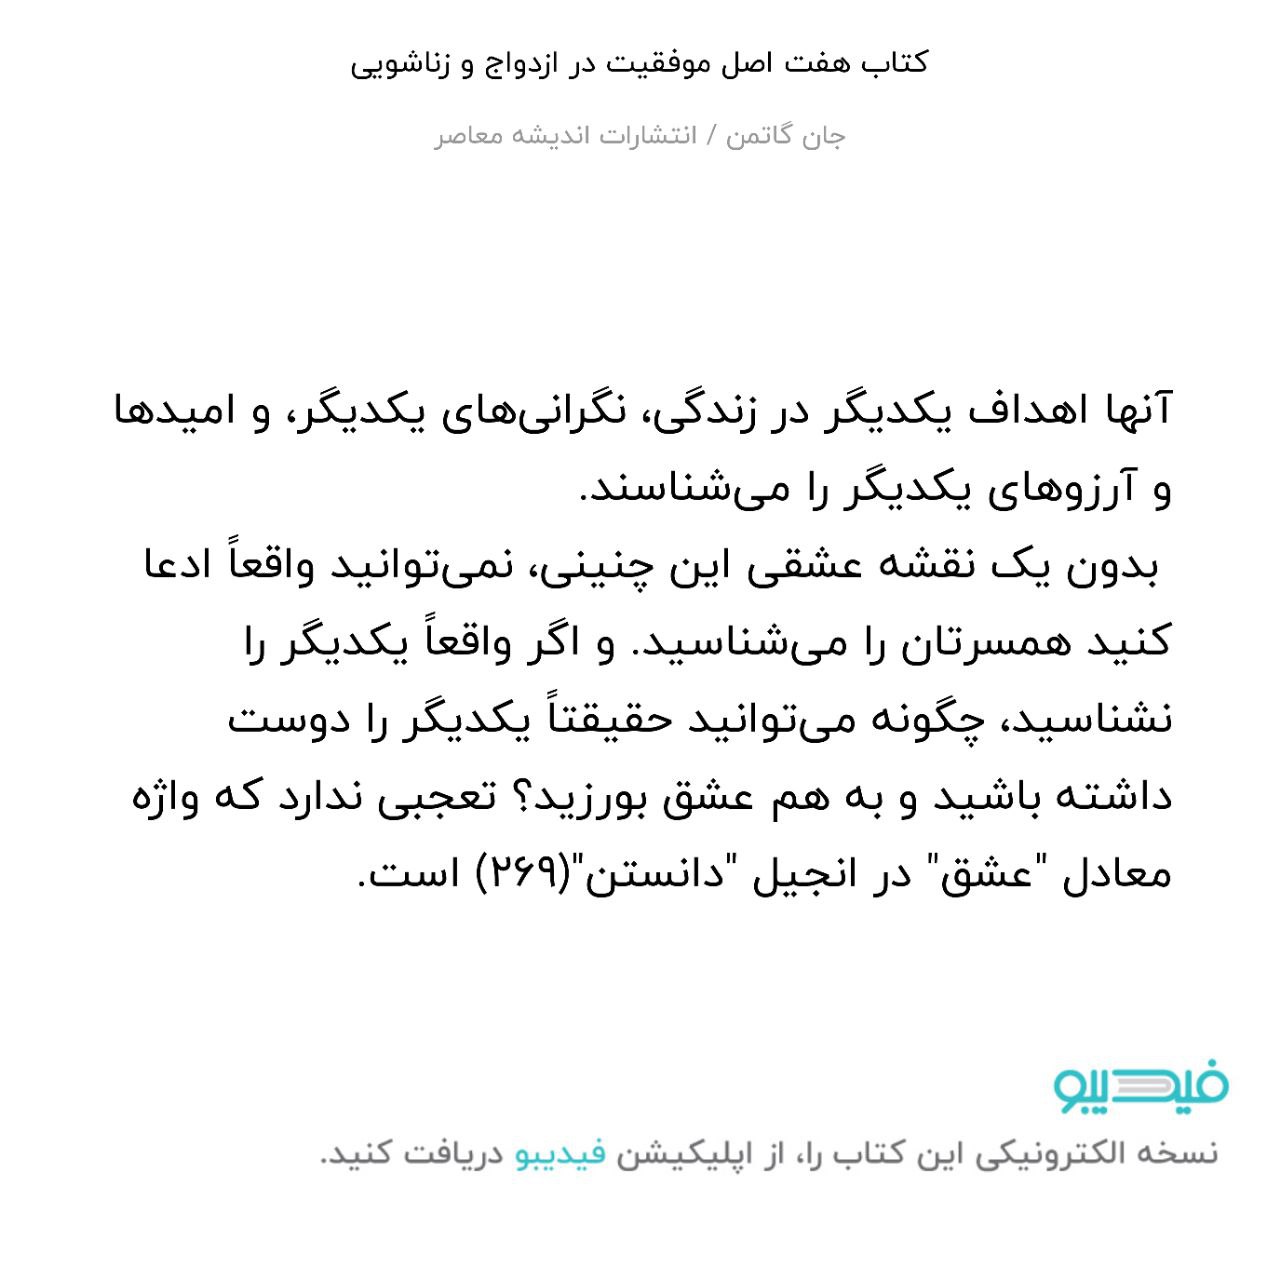 کتاب هفت اصل موفقیت در ازدواج و زناشویی
جان گاتمن / انتشارات اندیشه معاصر
آنها اهداف یکدیگر در زندگی، نگرانی‌های یکدیگر، و امیدها
و آرزوهای یکدیگر را می‌شناسند.
بدون یک نقشه عشقی این چنینی، نمی‌توانید واقعاً ادعا
کنید همسرتان را می‌شناسید. و اگر واقعاً یکدیگر را
نشناسید، چگونه می‌توانید حقیقتاً یکدیگر را دوست
داشته باشید و به هم عشق بورزید؟ تعجبی ندارد که واژه
معادل "عشق" در انجیل "دانستن"(۲۶۹) است.
فیدیبو
نسخه الکترونیکی این کتاب را، از اپلیکیشن فیدیبو دریافت کنید.